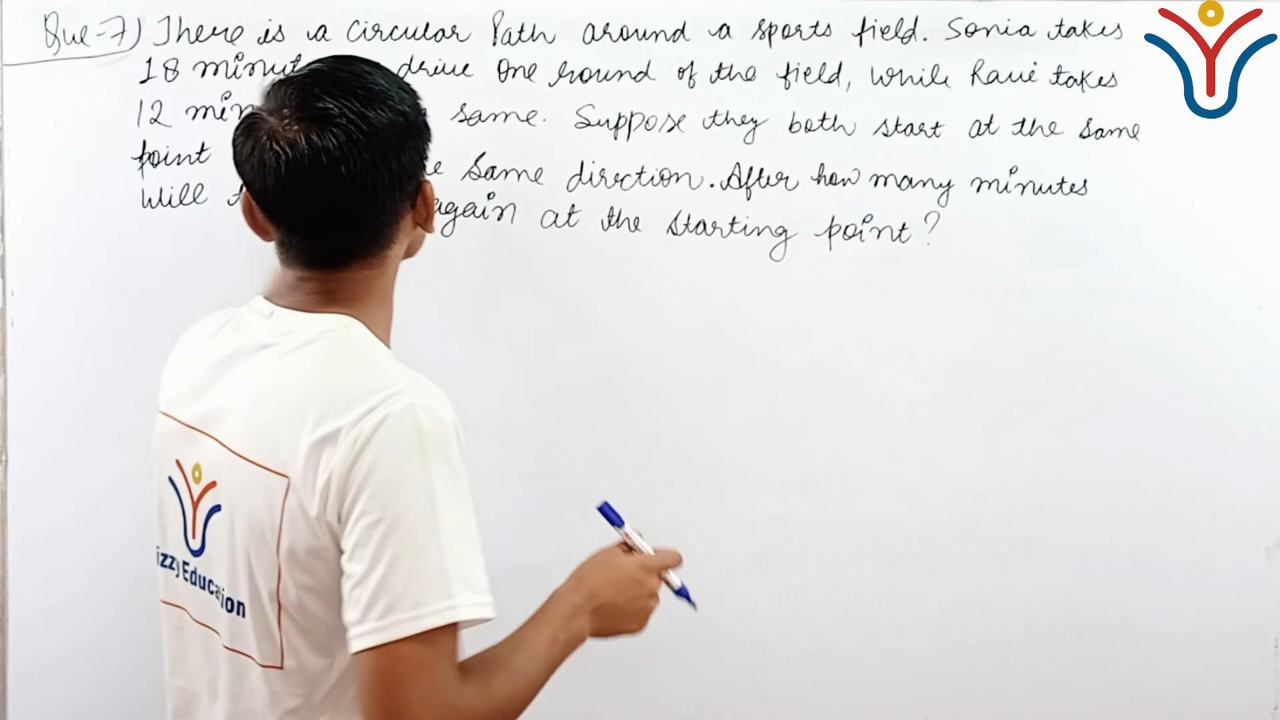 Que-7) There is a Circular Path around a sports field. Sonia takes
18 drive One round of the field, while Ravi takes
12 same. Suppose they both start at the same
point same direction. After how many minutes
will again at the starting point?
izzy Education